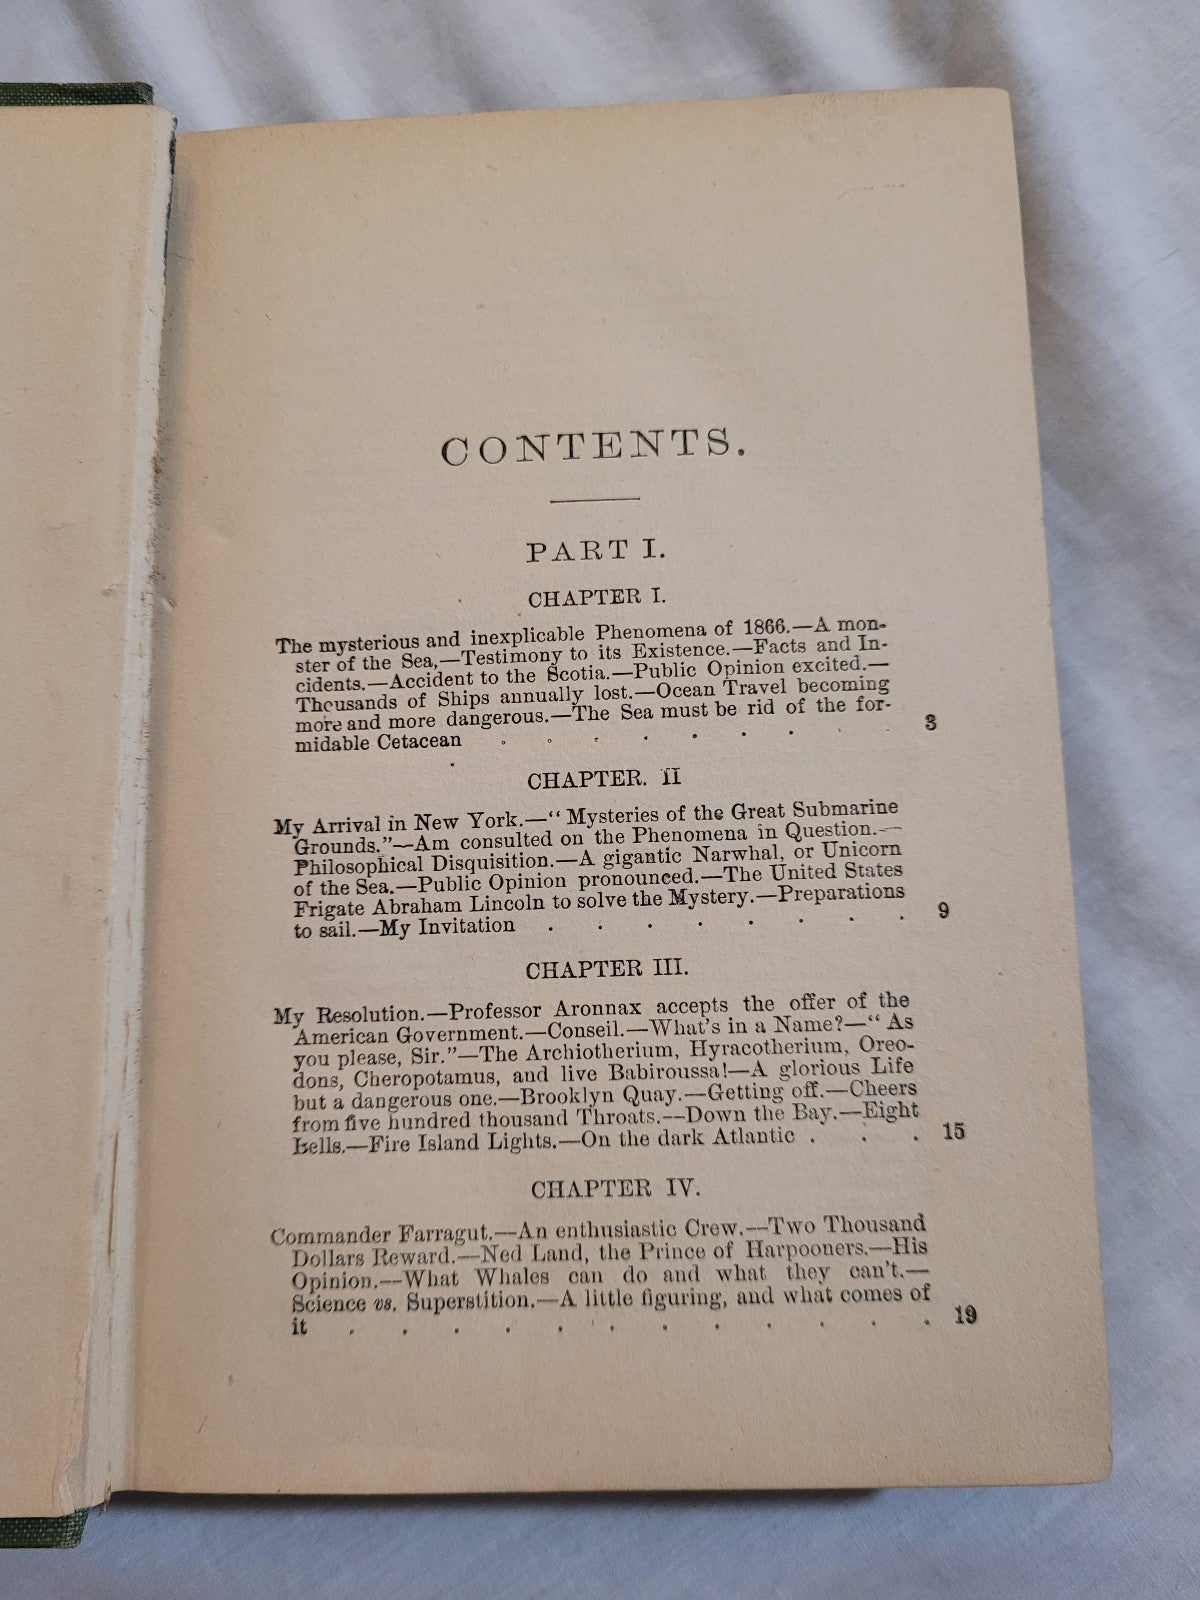 CONTENTS.
PART I.
CHAPTER I.
The mysterious and inexplicable Phenomena of 1866.—A mon-
ster of the Sea,—Testimony to its Existence.—Facts and In-
cidents.—Accident to the Scotia.—Public Opinion excited.—
Thousands of Ships annually lost.—Ocean Travel becoming
more and more dangerous.—The Sea must be rid of the for-
midable Cetacean . . . . . . . . 3
CHAPTER. II
My Arrival in New York.—“Mysteries of the Great Submarine
Grounds.”—Am consulted on the Phenomena in Question.—
Philosophical Disquisition.—A gigantic Narwhal, or Unicorn
of the Sea.—Public Opinion pronounced.—The United States
Frigate Abraham Lincoln to solve the Mystery.—Preparations
to sail.—My Invitation . . . . . . . . 9
CHAPTER III.
My Resolution.—Professor Aronnax accepts the offer of the
American Government.—Conseil.—What's in a Name?—“As
you please, Sir.”—The Archiotherium, Hyracotherium, Oreo-
dons, Cheropotamus, and live Babiroussa!—A glorious Life
but a dangerous one.—Brooklyn Quay.—Getting off.—Cheers
from five hundred thousand Throats.—Down the Bay.—Eight
Bells.—Fire Island Lights.—On the dark Atlantic . . . 15
CHAPTER IV.
Commander Farragut.—An enthusiastic Crew.—Two Thousand
Dollars Reward.—Ned Land, the Prince of Harpooners.—His
Opinion.—What Whales can do and what they can't.—
Science vs. Superstition.—A little figuring, and what comes of
it . . . . . . . . . . . . 19